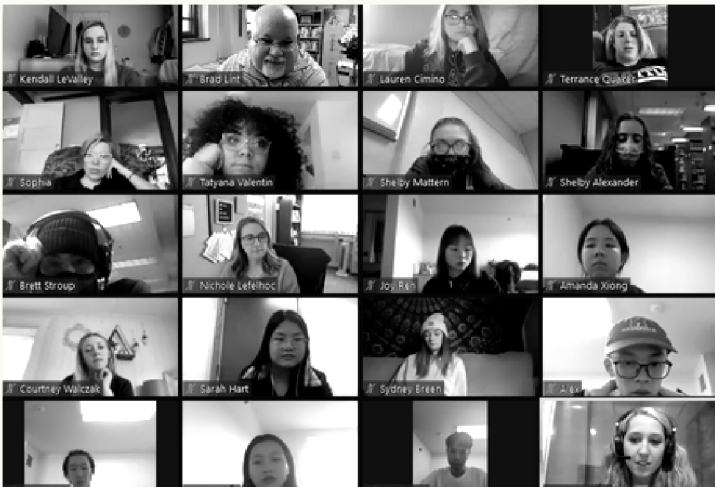 Kendall LeValley
Brad Lint
Lauren Cimino
Terrance Quaker
Sophia
Tatyana Valentin
Shelby Mattern
Shelby Alexander
Brett Stroup
Nichole Lefelhoc
Joy Ren
Amanda Xiong
Courtney Walczak
Sarah Hart
Sydney Breen
Alex